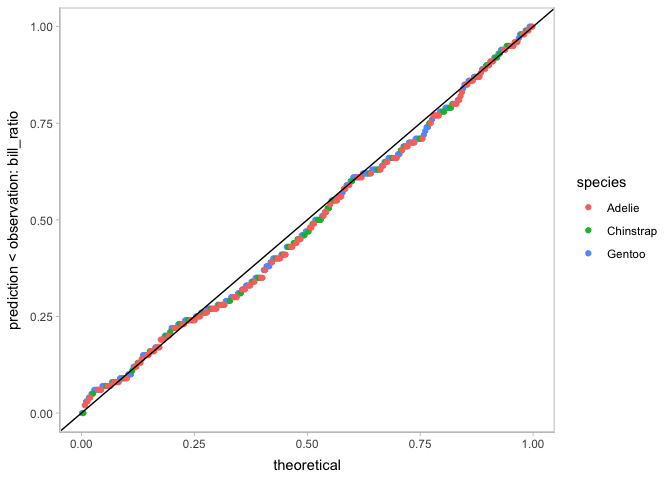 1.00
0.75
0.50
0.25
0.00
prediction < observation: bill_ratio
0.00 0.25 0.50 0.75 1.00
theoretical
species
Adelie
Chinstrap
Gentoo